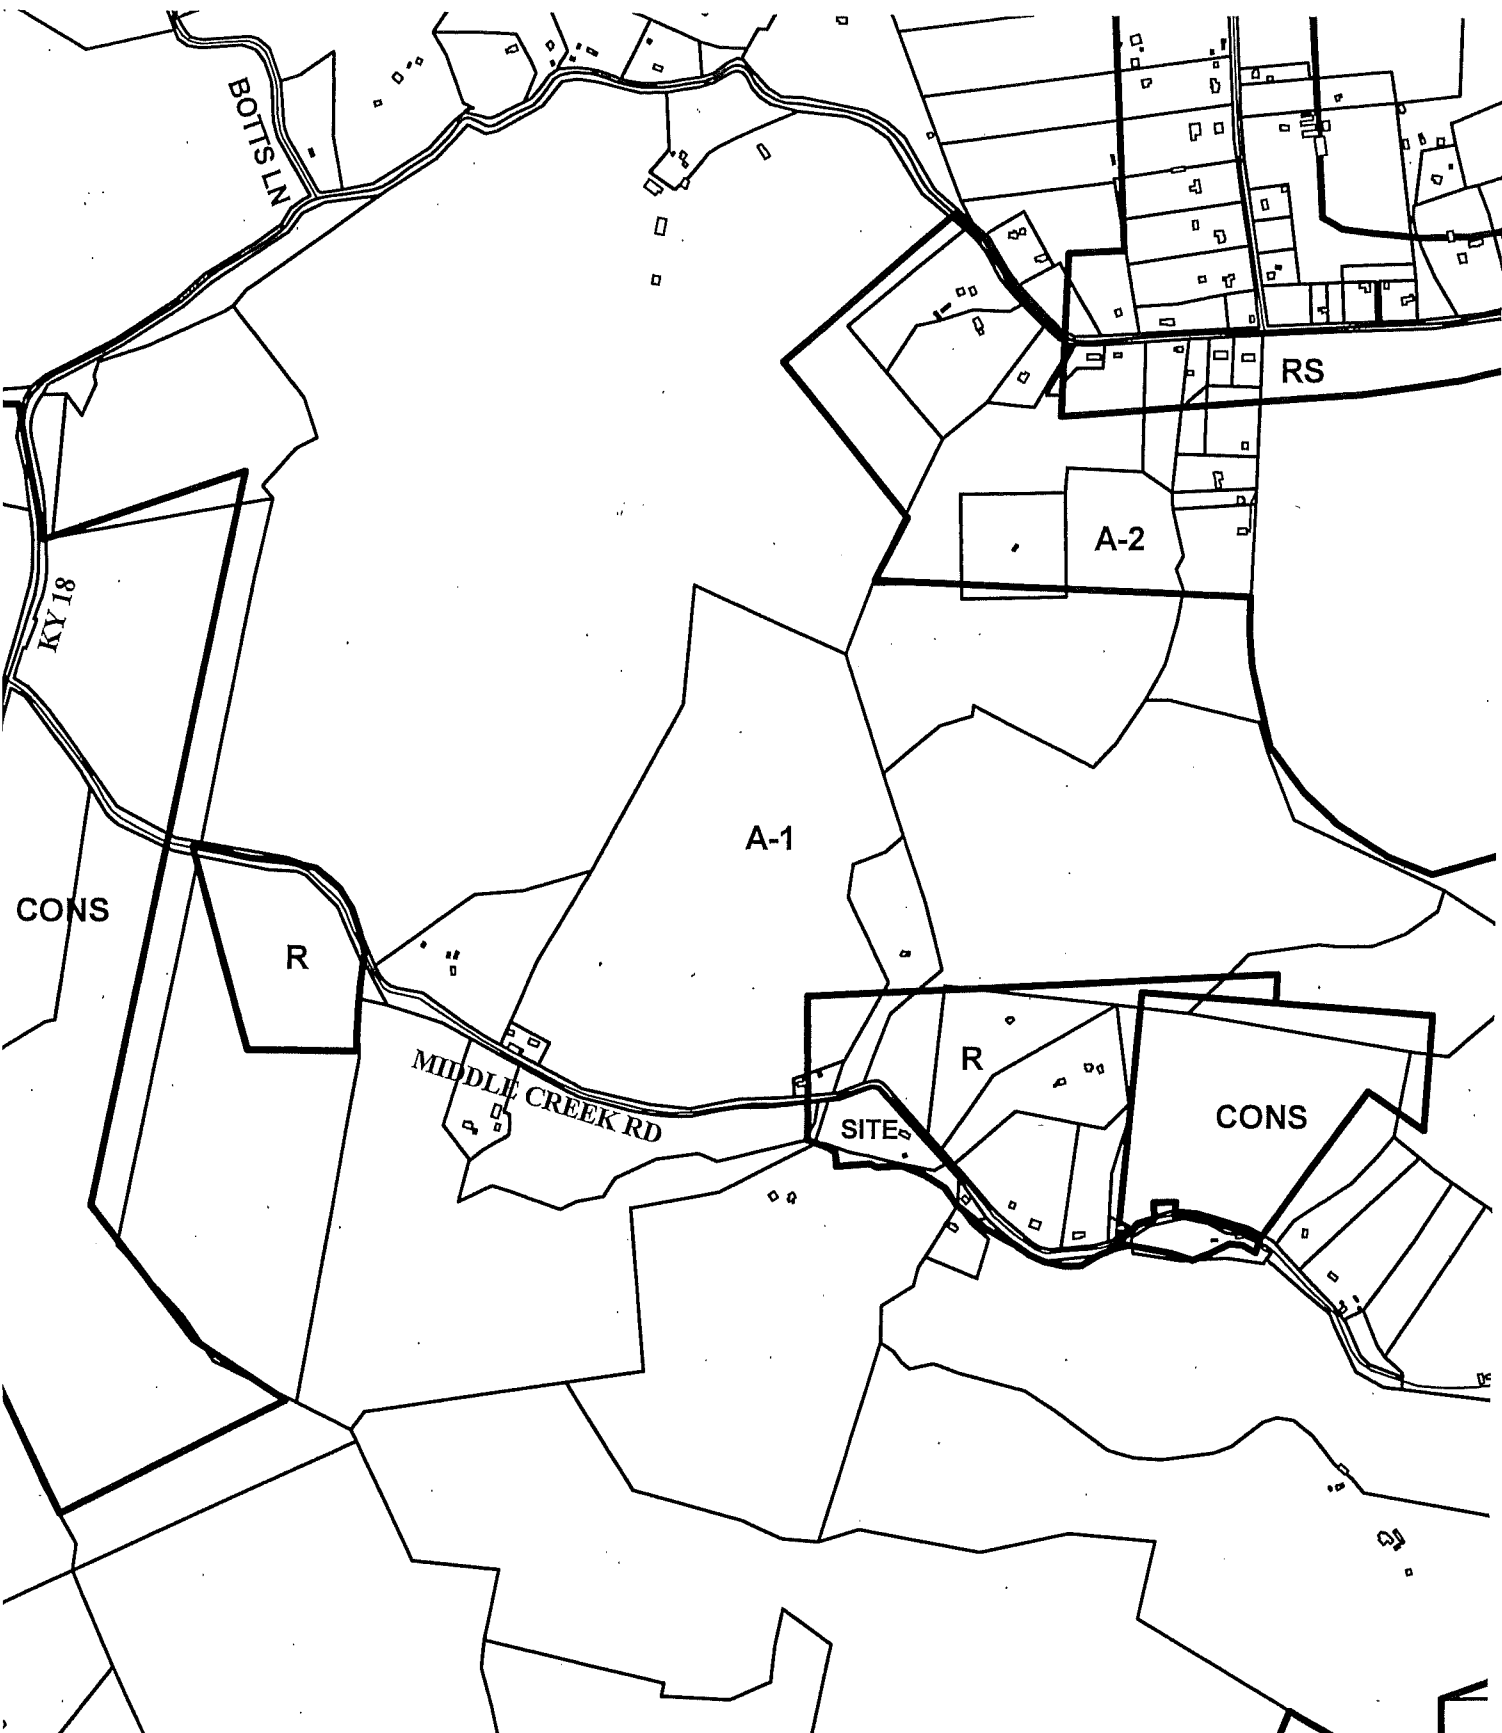 BOTTS LN
RS
A-2
KY 18
A-1
CONS
R
R
MIDDLE CREEK RD
CONS
SITE